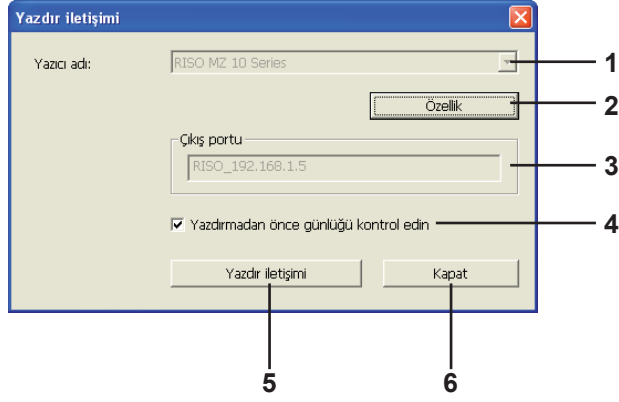 Yazdır iletişimi
Yazıcı adı:
RISO MZ 10 Series
1
Özellik
2
Çıkış portu
RISO_192.168.1.5
3
Yazdırmadan önce günlüğü kontrol edin
4
Yazdır iletişimi
Kapat
5
6